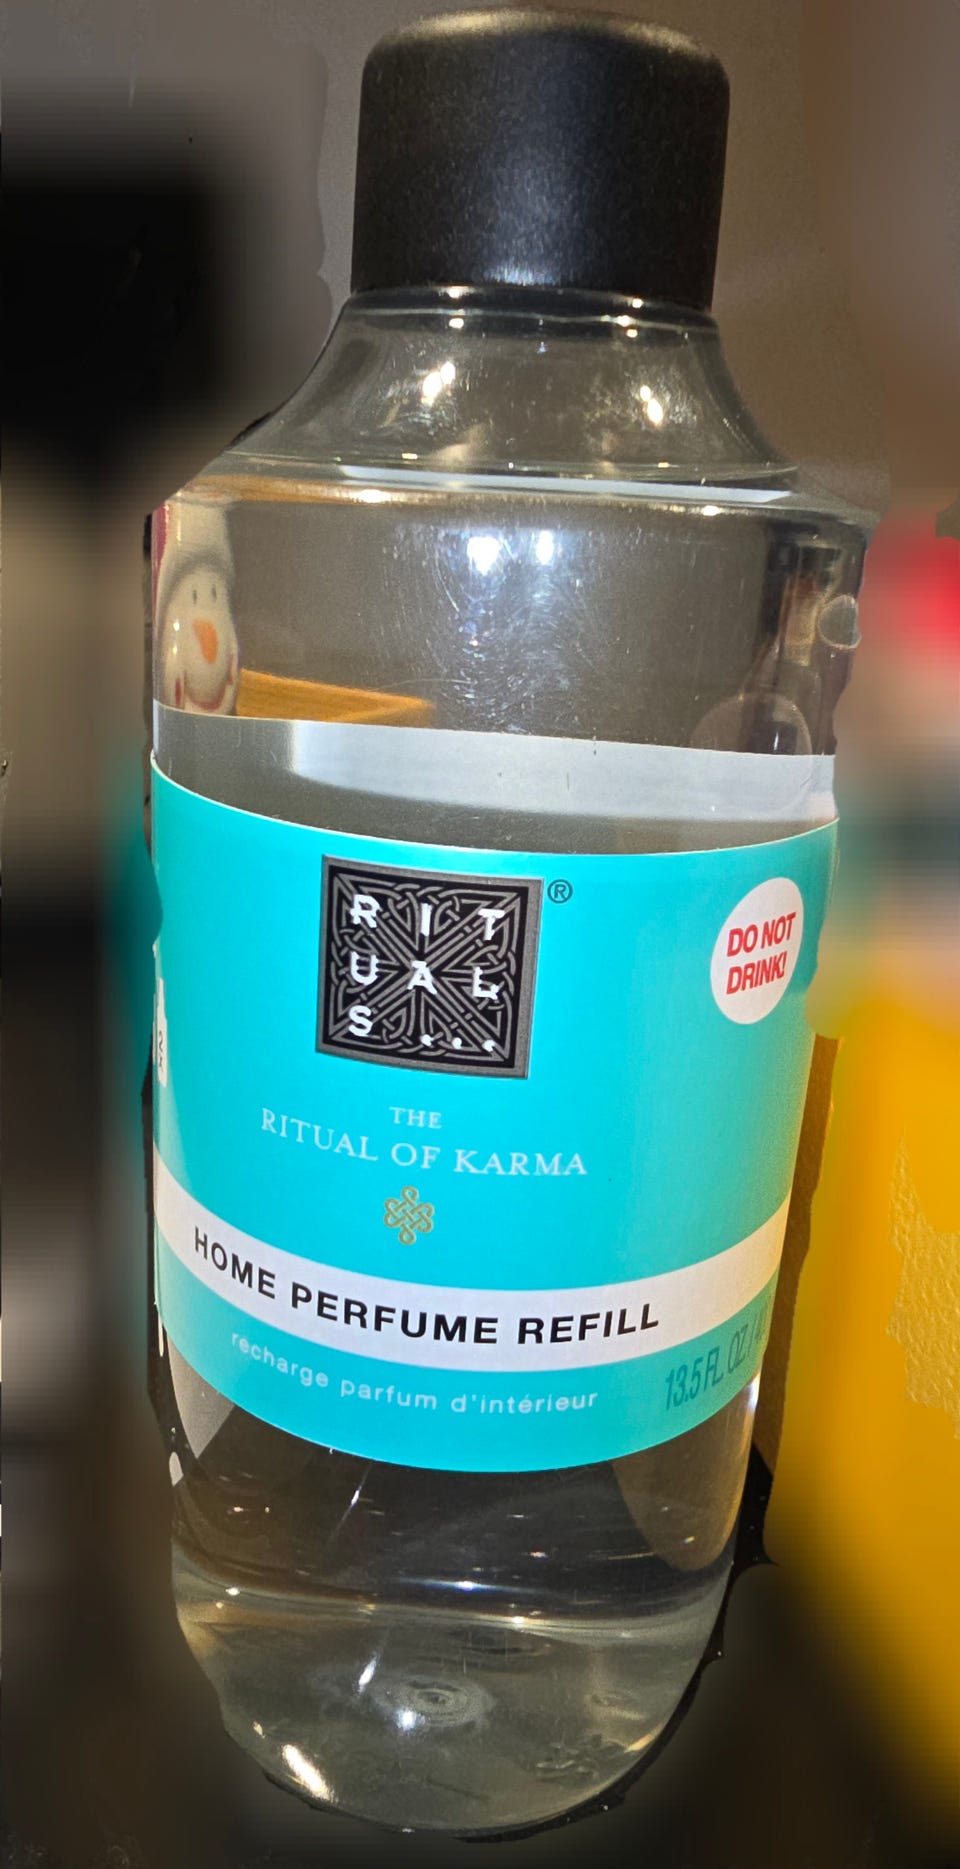 RIT
UAL
S...
®
DO NOT
DRINK!
THE
RITUAL OF KARMA
HOME PERFUME REFILL
recharge parfum d'intérieur
13.5 FL. OZ /